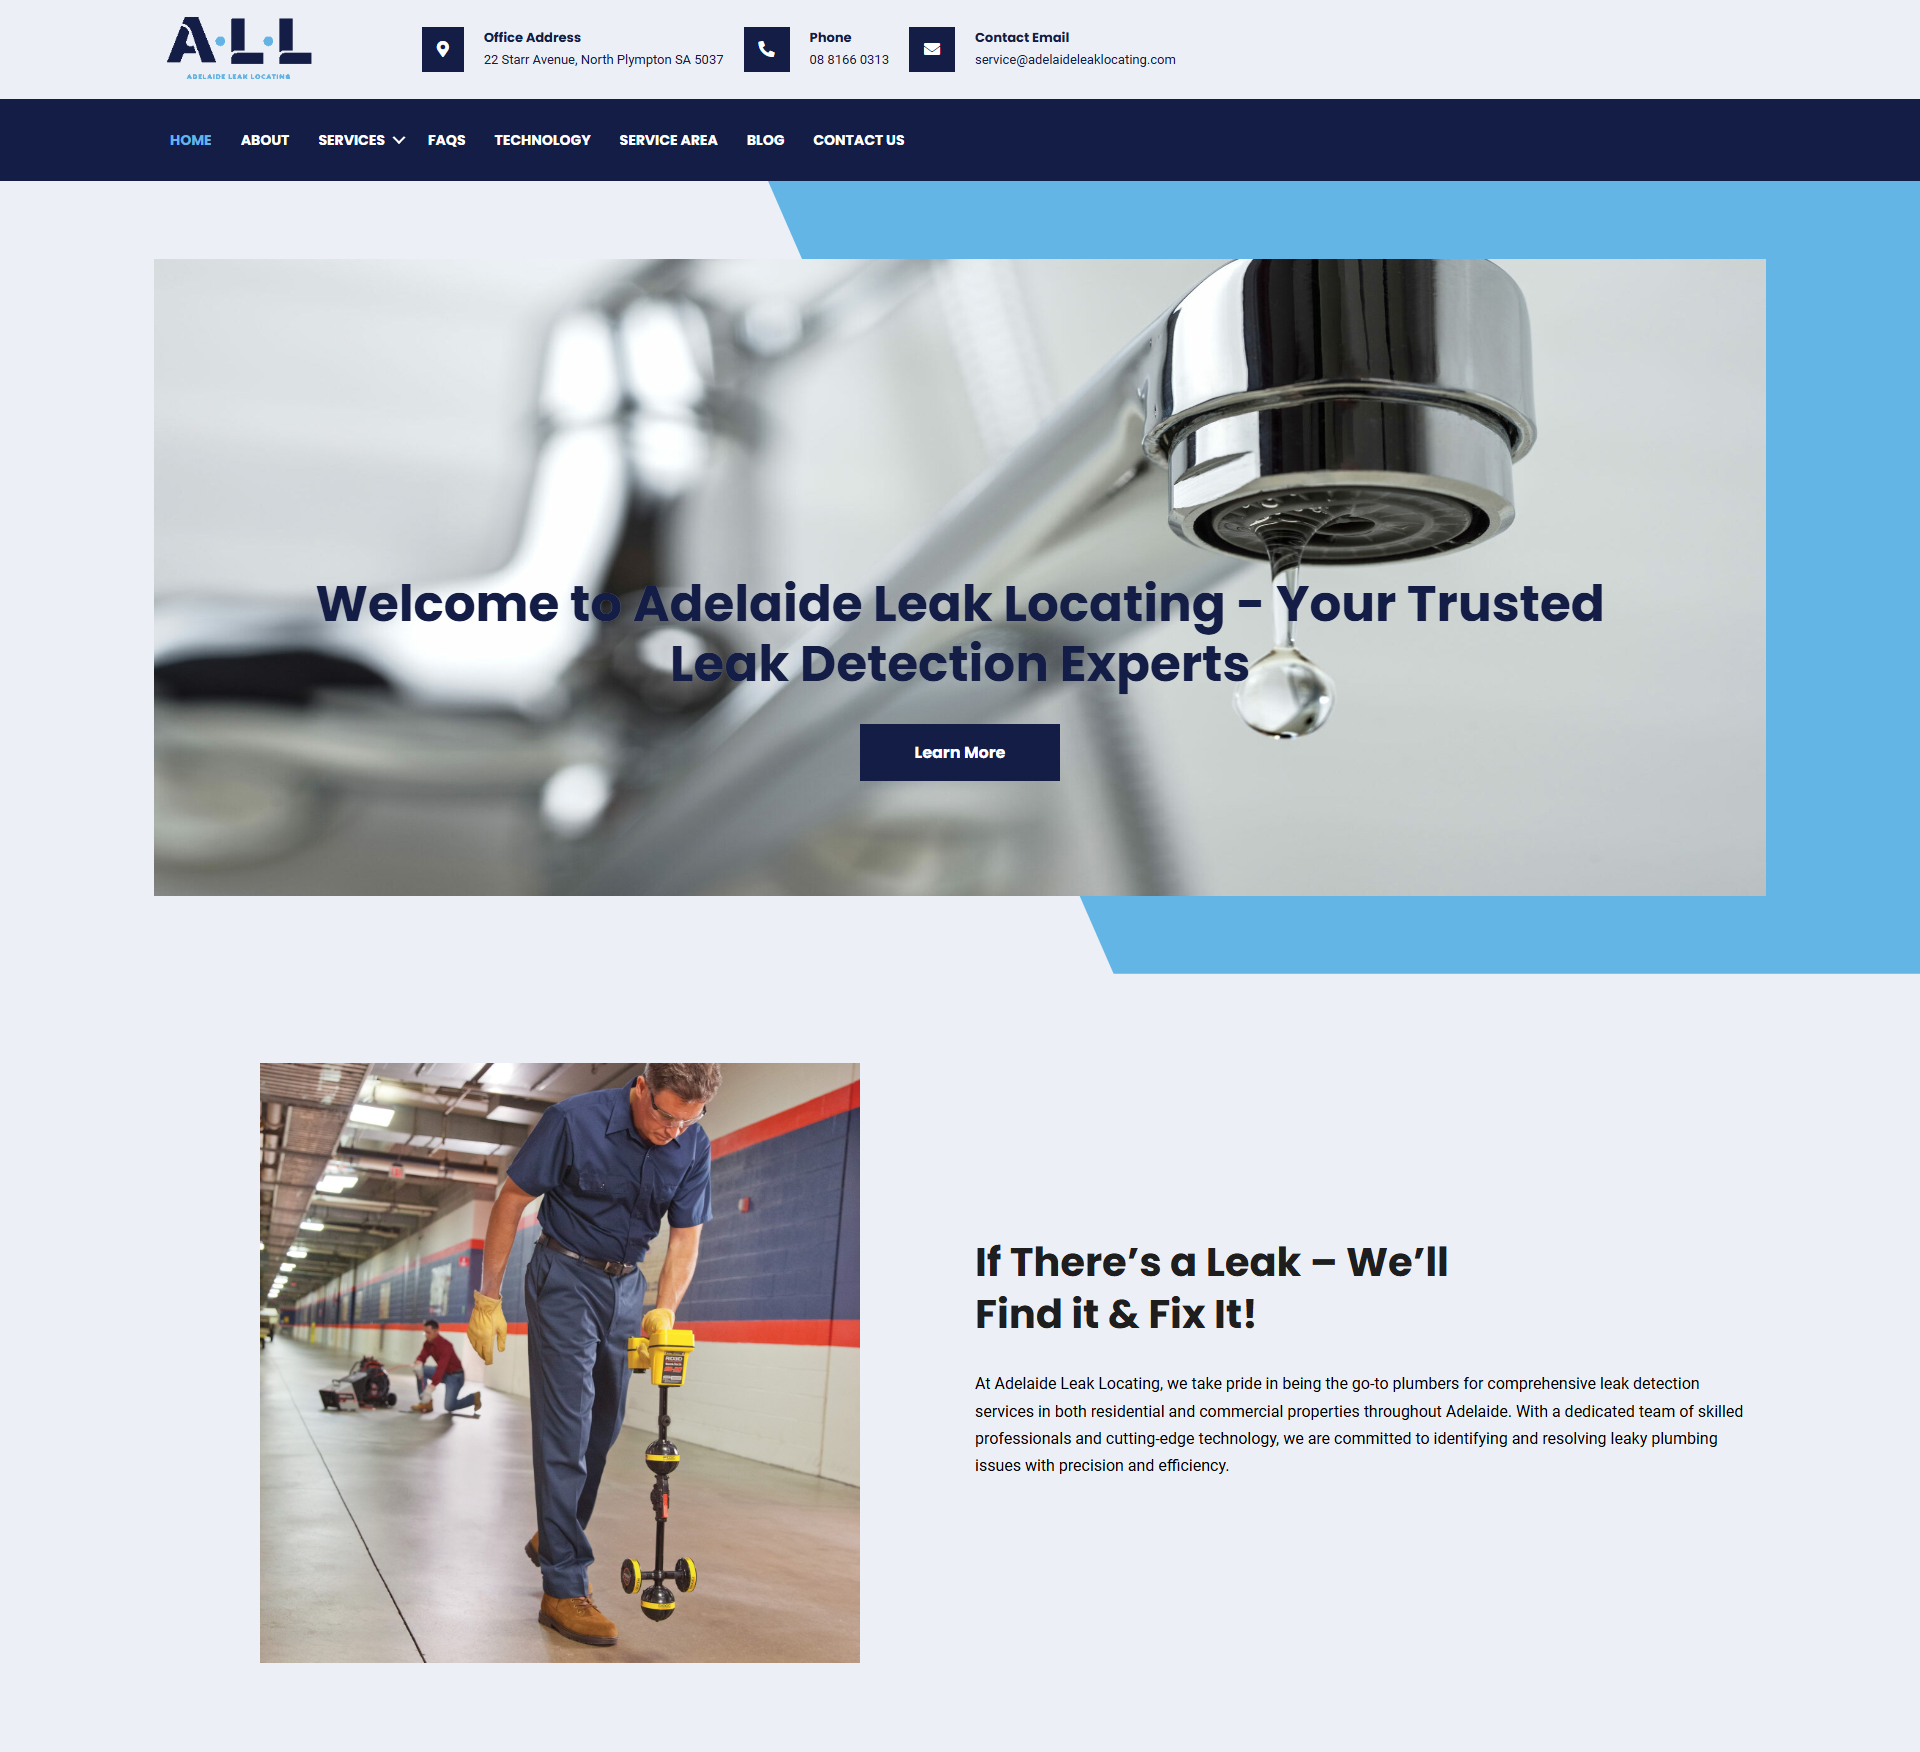 A·L·L
ADELAIDE LEAK LOCATING
Office Address
22 Starr Avenue, North Plympton SA 5037
Phone
08 8166 0313
Contact Email
service@adelaideleaklocating.com
HOME ABOUT SERVICES FAQS TECHNOLOGY SERVICE AREA BLOG CONTACT US
Welcome to Adelaide Leak Locating - Your Trusted
Leak Detection Experts
Learn More
If There’s a Leak – We’ll
Find it & Fix It!
At Adelaide Leak Locating, we take pride in being the go-to plumbers for comprehensive leak detection
services in both residential and commercial properties throughout Adelaide. With a dedicated team of skilled
professionals and cutting-edge technology, we are committed to identifying and resolving leaky plumbing
issues with precision and efficiency.